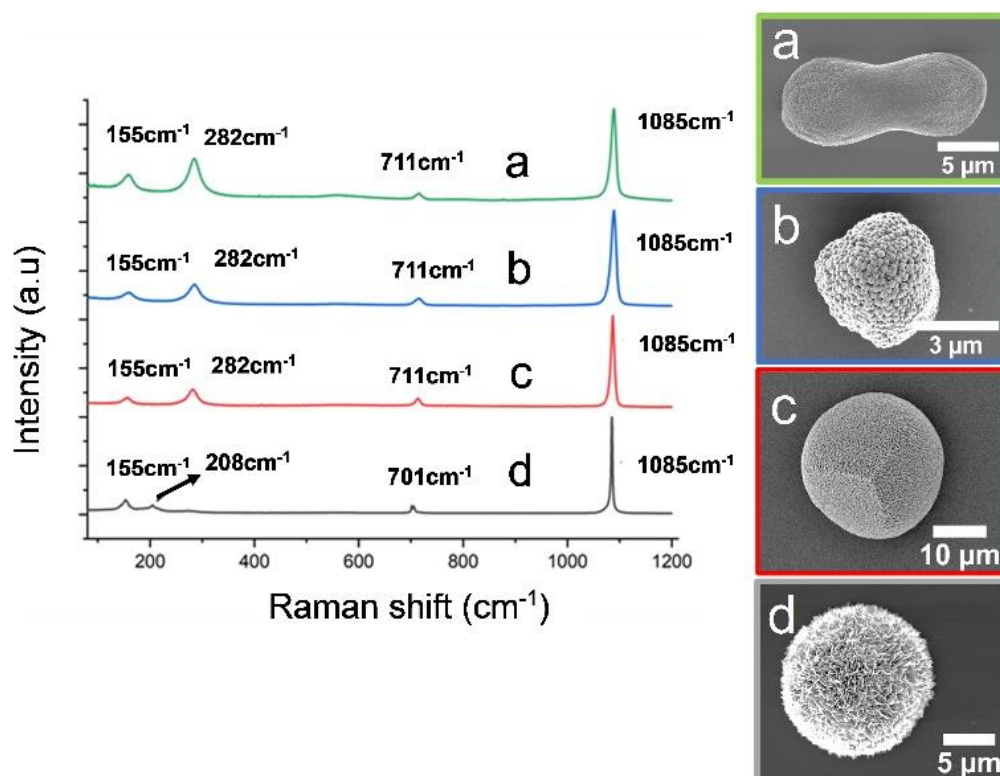 155cm⁻¹ 282cm⁻¹ 711cm⁻¹ a 1085cm⁻¹
155cm⁻¹ 282cm⁻¹ 711cm⁻¹ b 1085cm⁻¹
155cm⁻¹ 282cm⁻¹ 711cm⁻¹ c 1085cm⁻¹
155cm⁻¹ 208cm⁻¹ 701cm⁻¹ d 1085cm⁻¹
Intensity (a.u)
200 400 600 800 1000 1200
Raman shift (cm⁻¹)
a
5 µm
b
3 µm
c
10 µm
d
5 µm